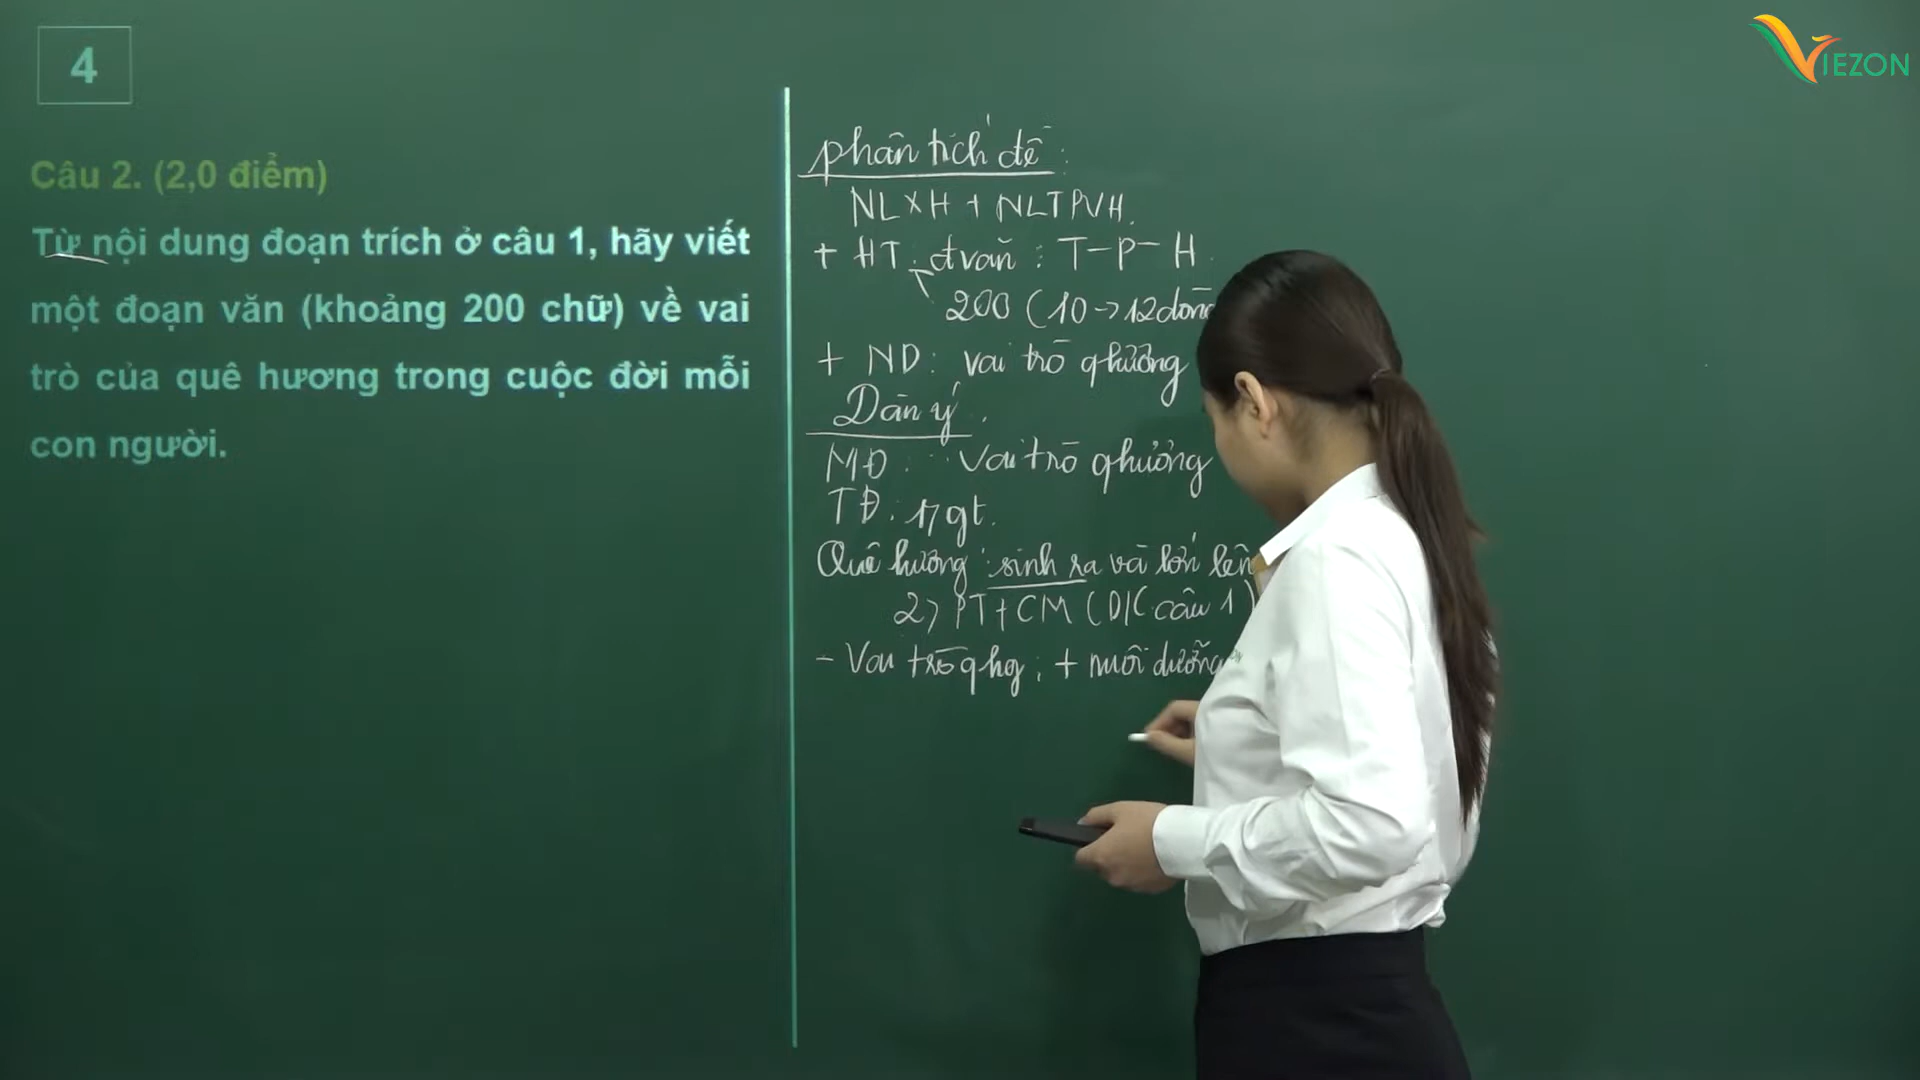 4
VIEZON
Câu 2. (2,0 điểm)
Từ nội dung đoạn trích ở câu 1, hãy viết
một đoạn văn (khoảng 200 chữ) về vai
trò của quê hương trong cuộc đời mỗi
con người.
phân tích đề:
NLXH + NLTPVH.
+ HT: đvăn: T-P-H
200 (10 → 12 dòng
+ ND: vai trò qhương
Dàn ý
MĐ: vai trò qhương
TĐ: 1, gt.
Quê hương: sinh ra và lớn lên
2, PT + CM (D/C câu 1)
- Vai trò qhg: + nuôi dưỡng